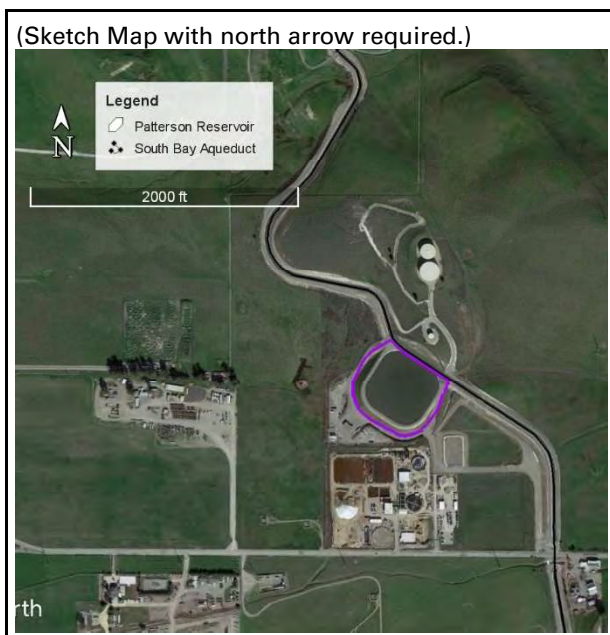 (Sketch Map with north arrow required.)
Legend
Patterson Reservoir
South Bay Aqueduct
N
2000 ft
rth